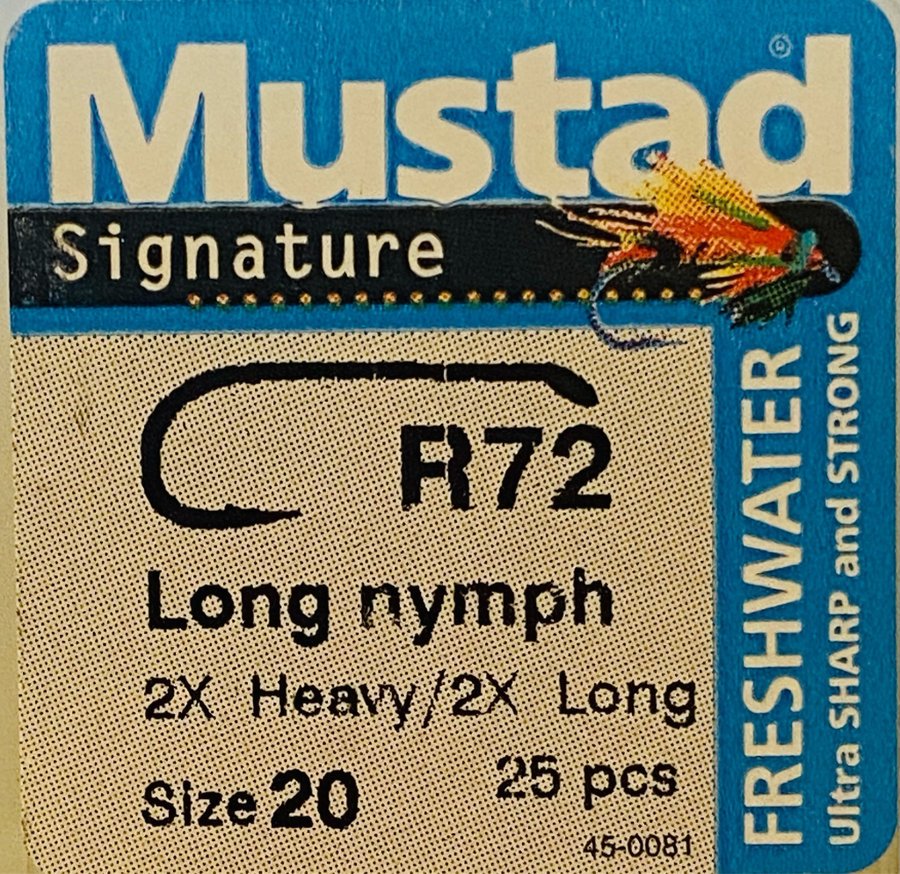 Mustad®
Signature
R72
Long nymph
2X Heavy/2X Long
Size 20
25 pcs
45-0081
FRESHWATER
Ultra SHARP and STRONG